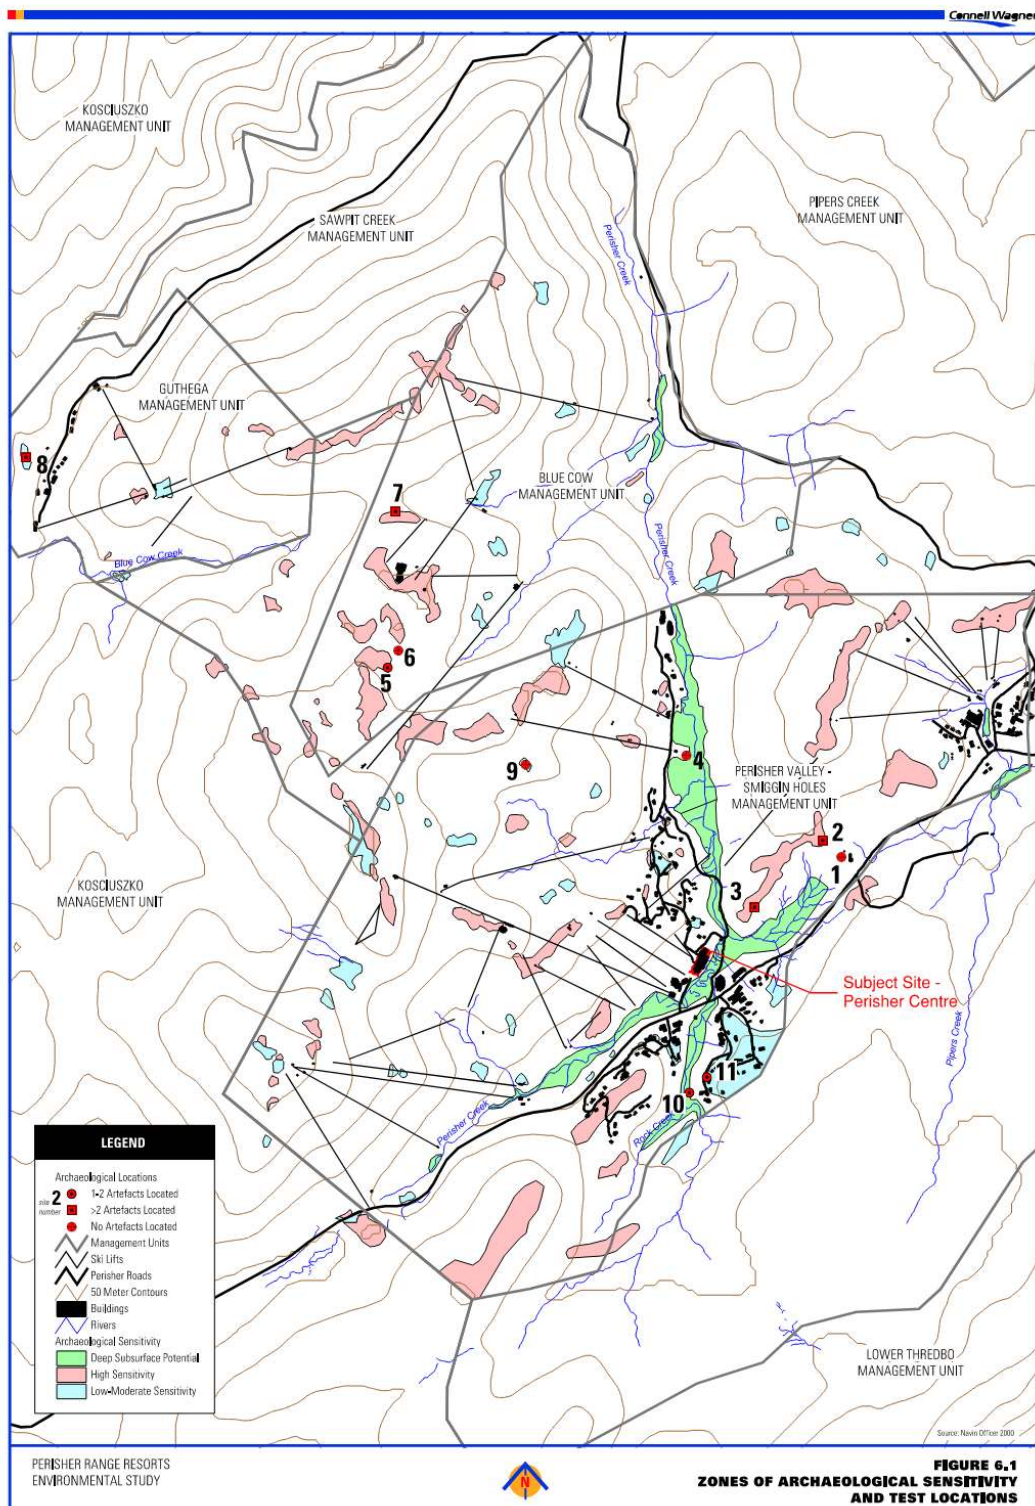 Connell Wagner
KOSCIUSZKO
MANAGEMENT UNIT
SAWPIT CREEK
MANAGEMENT UNIT
PIPERS CREEK
MANAGEMENT UNIT
Perisher Creek
GUTHEGA
MANAGEMENT UNIT
8
7
BLUE COW
MANAGEMENT UNIT
Blue Cow Creek
Perisher Creek
6
5
9
4
PERISHER VALLEY -
SMIGGIN HOLES
MANAGEMENT UNIT
2
1
3
KOSCIUSZKO
MANAGEMENT UNIT
Subject Site -
Perisher Centre
Pipers Creek
11
10
Perisher Creek
Rock Creek
LEGEND
Archaeological Locations
site 2 number
1-2 Artefacts Located
>2 Artefacts Located
No Artefacts Located
Management Units
Ski Lifts
Perisher Roads
50 Meter Contours
Buildings
Rivers
Archaeological Sensitivity
Deep Subsurface Potential
High Sensitivity
Low-Moderate Sensitivity
LOWER THREDBO
MANAGEMENT UNIT
Source: Navin Officer 2000
PERISHER RANGE RESORTS
ENVIRONMENTAL STUDY
N
FIGURE 6.1
ZONES OF ARCHAEOLOGICAL SENSITIVITY
AND TEST LOCATIONS